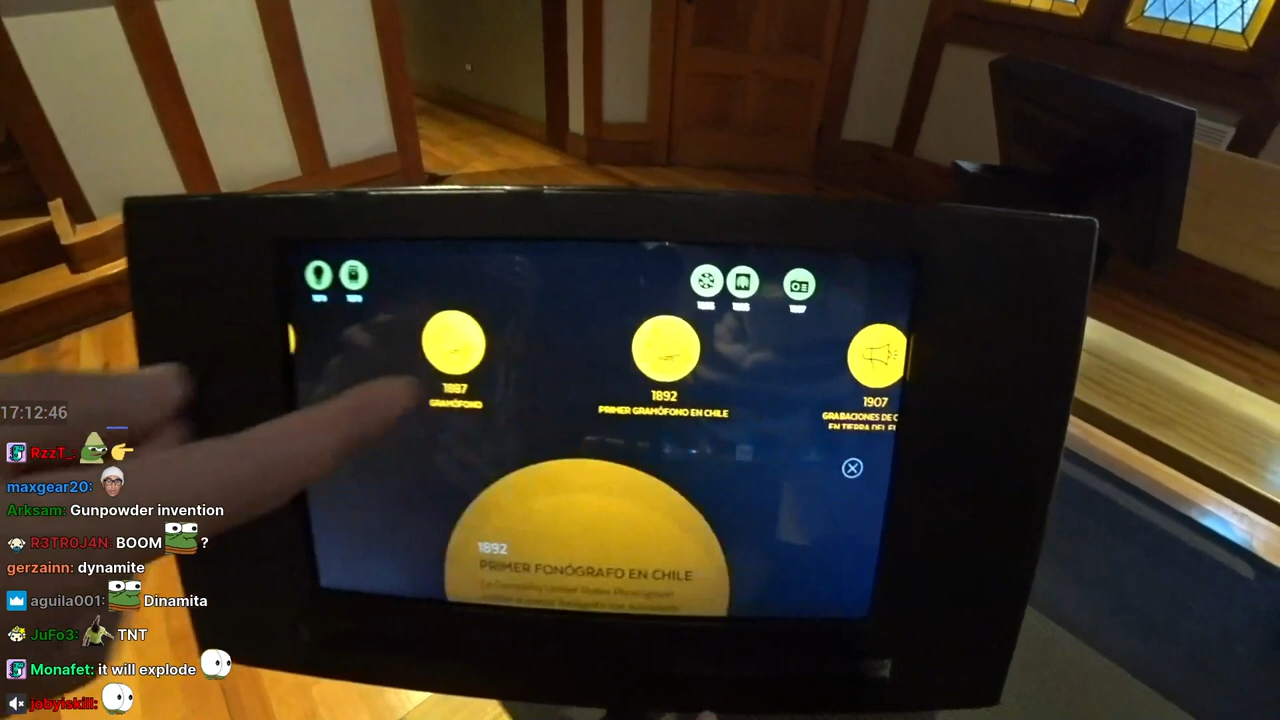 1887
GRAMÓFONO
1892
PRIMER GRAMÓFONO EN CHILE
1907
GRABACIONES DE C
EN TIERRA DEL F
1892
PRIMER FONÓGRAFO EN CHILE
17:12:46
RzzT_:
maxgear20:
Arksam: Gunpowder invention
R3TR0J4N: BOOM ?
gerzainn: dynamite
aguila001: Dinamita
JuFo3: TNT
Monafet: it will explode
jobyiskill: